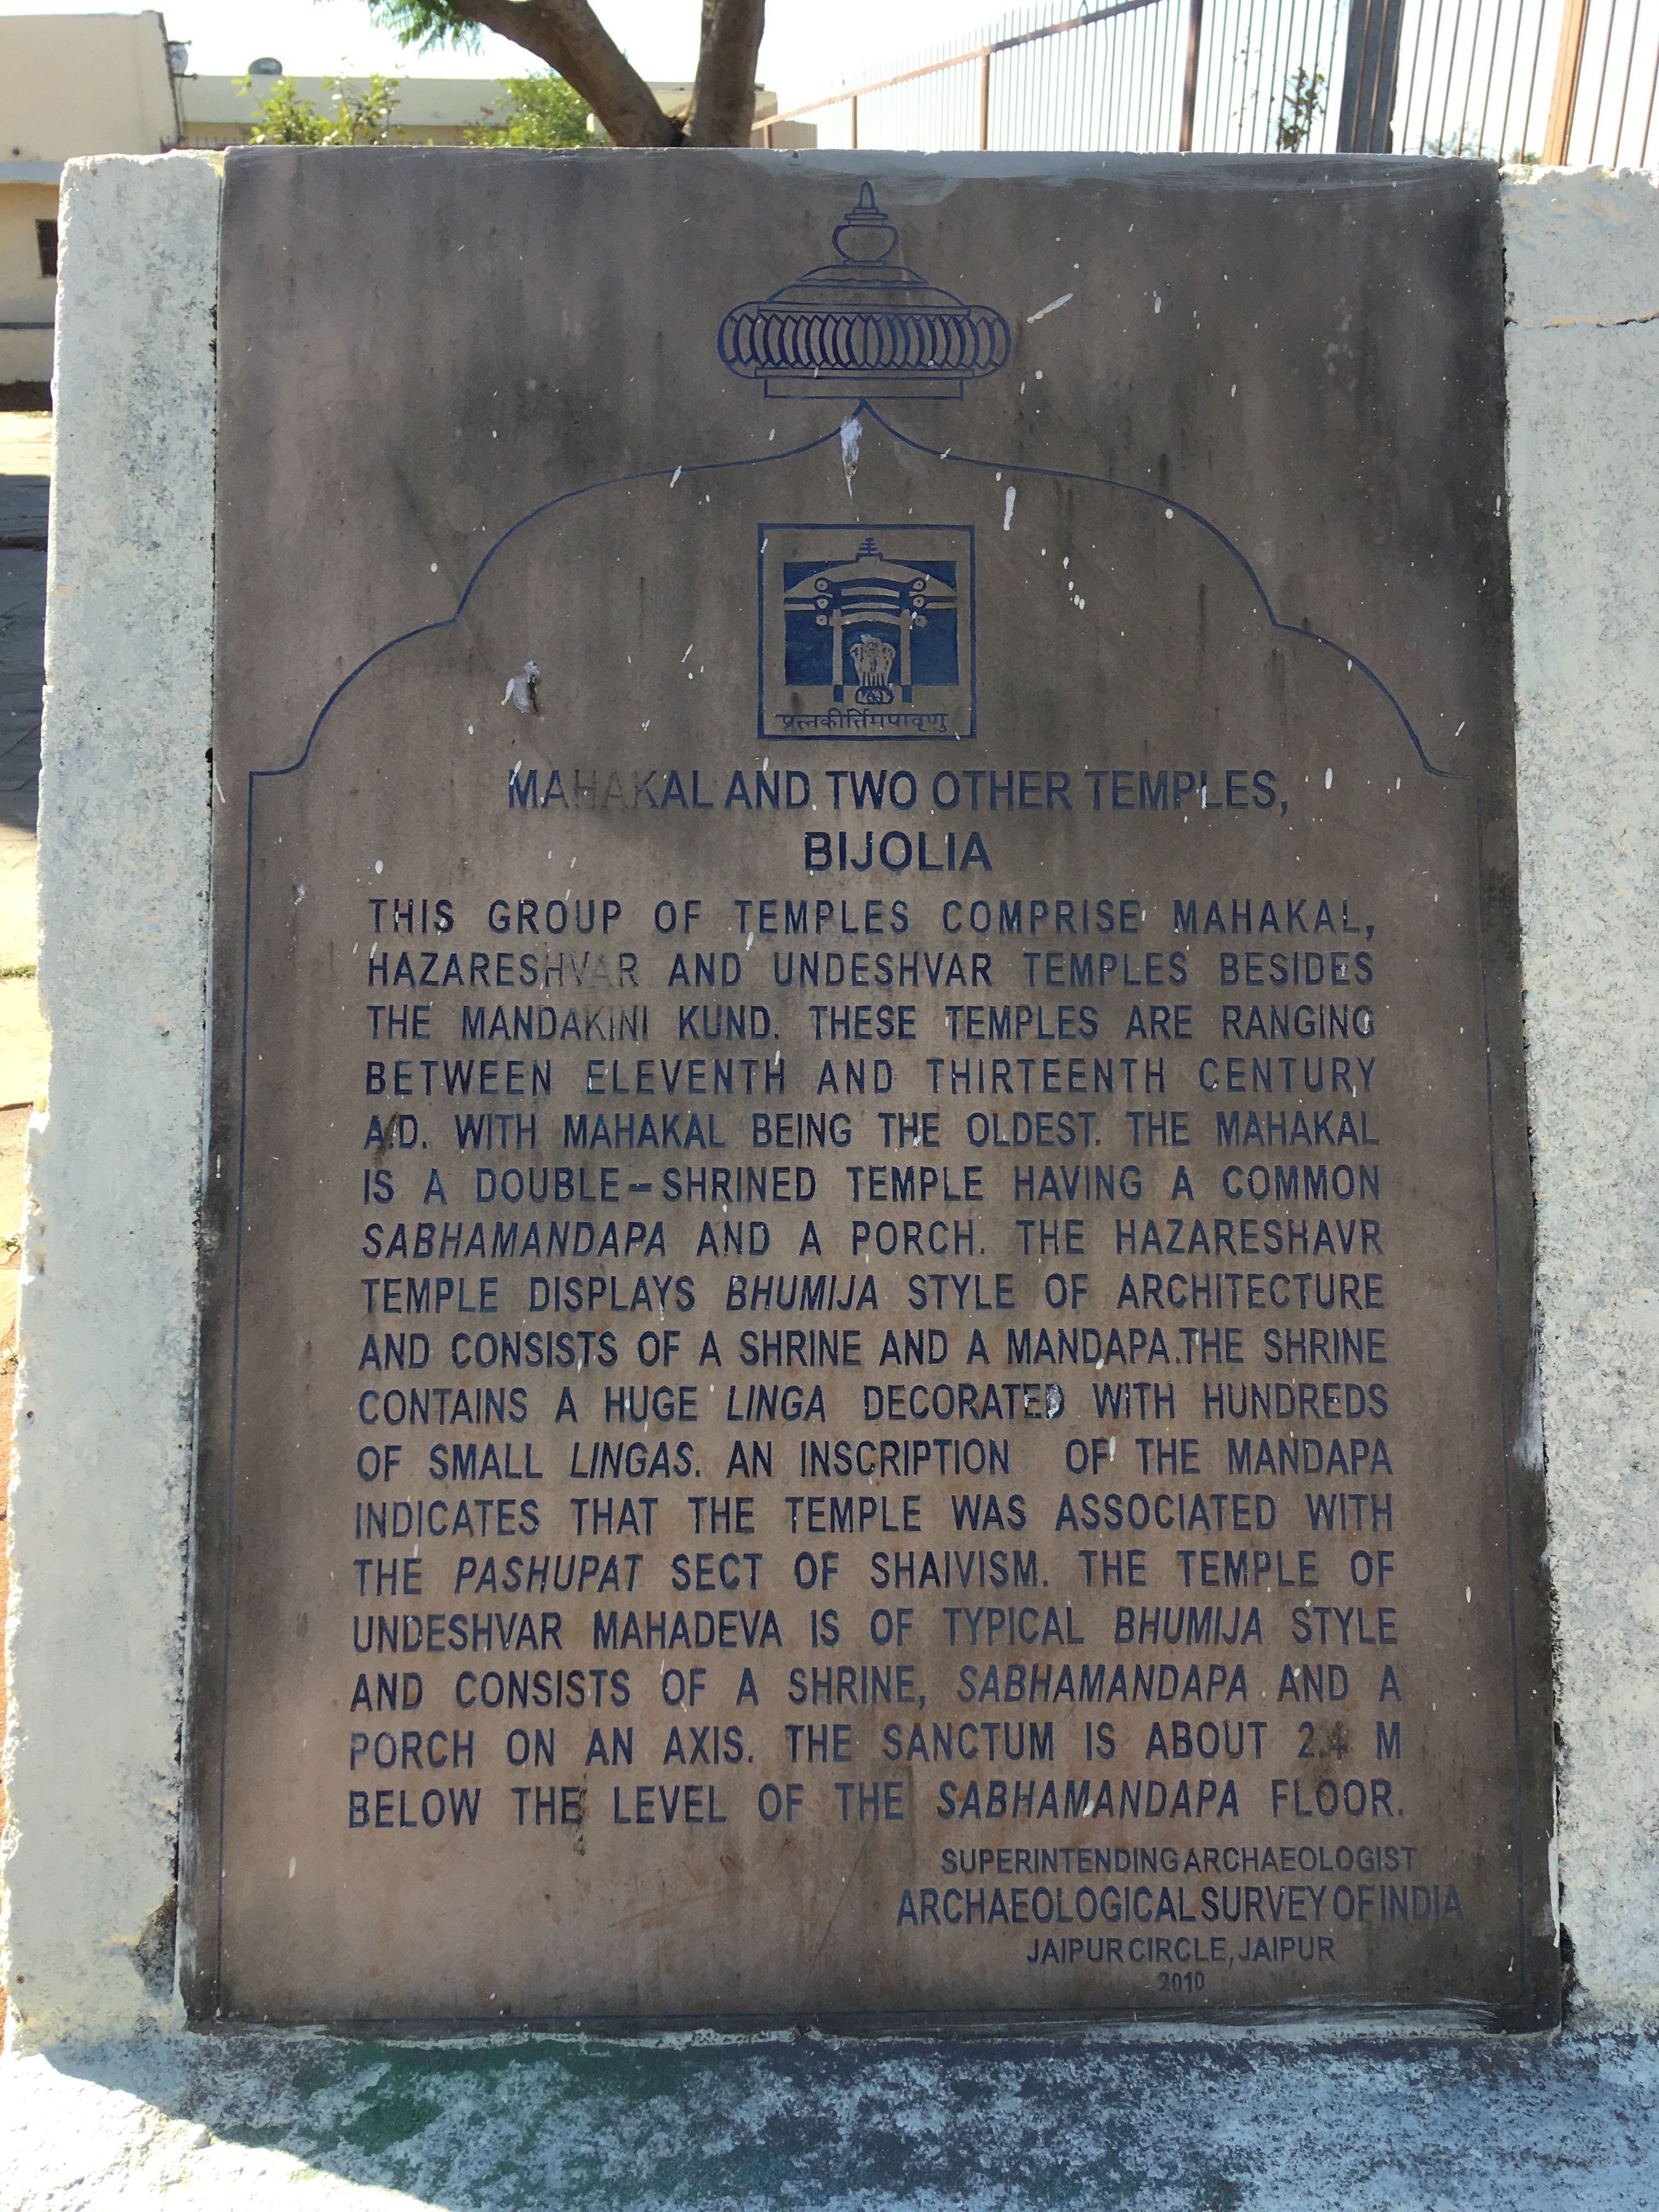 प्रत्नकीर्तिमपावृणु
MAHAKAL AND TWO OTHER TEMPLES,
BIJOLIA
THIS GROUP OF TEMPLES COMPRISE MAHAKAL,
HAZARESHVAR AND UNDESHVAR TEMPLES BESIDES
THE MANDAKINI KUND. THESE TEMPLES ARE RANGING
BETWEEN ELEVENTH AND THIRTEENTH CENTURY
A.D. WITH MAHAKAL BEING THE OLDEST. THE MAHAKAL
IS A DOUBLE-SHRINED TEMPLE HAVING A COMMON
SABHAMANDAPA AND A PORCH. THE HAZARESHAVR
TEMPLE DISPLAYS BHUMIJA STYLE OF ARCHITECTURE
AND CONSISTS OF A SHRINE AND A MANDAPA.THE SHRINE
CONTAINS A HUGE LINGA DECORATED WITH HUNDREDS
OF SMALL LINGAS. AN INSCRIPTION OF THE MANDAPA
INDICATES THAT THE TEMPLE WAS ASSOCIATED WITH
THE PASHUPAT SECT OF SHAIVISM. THE TEMPLE OF
UNDESHVAR MAHADEVA IS OF TYPICAL BHUMIJA STYLE
AND CONSISTS OF A SHRINE, SABHAMANDAPA AND A
PORCH ON AN AXIS. THE SANCTUM IS ABOUT 2.4 M
BELOW THE LEVEL OF THE SABHAMANDAPA FLOOR.
SUPERINTENDING ARCHAEOLOGIST
ARCHAEOLOGICAL SURVEY OF INDIA
JAIPUR CIRCLE, JAIPUR
2010